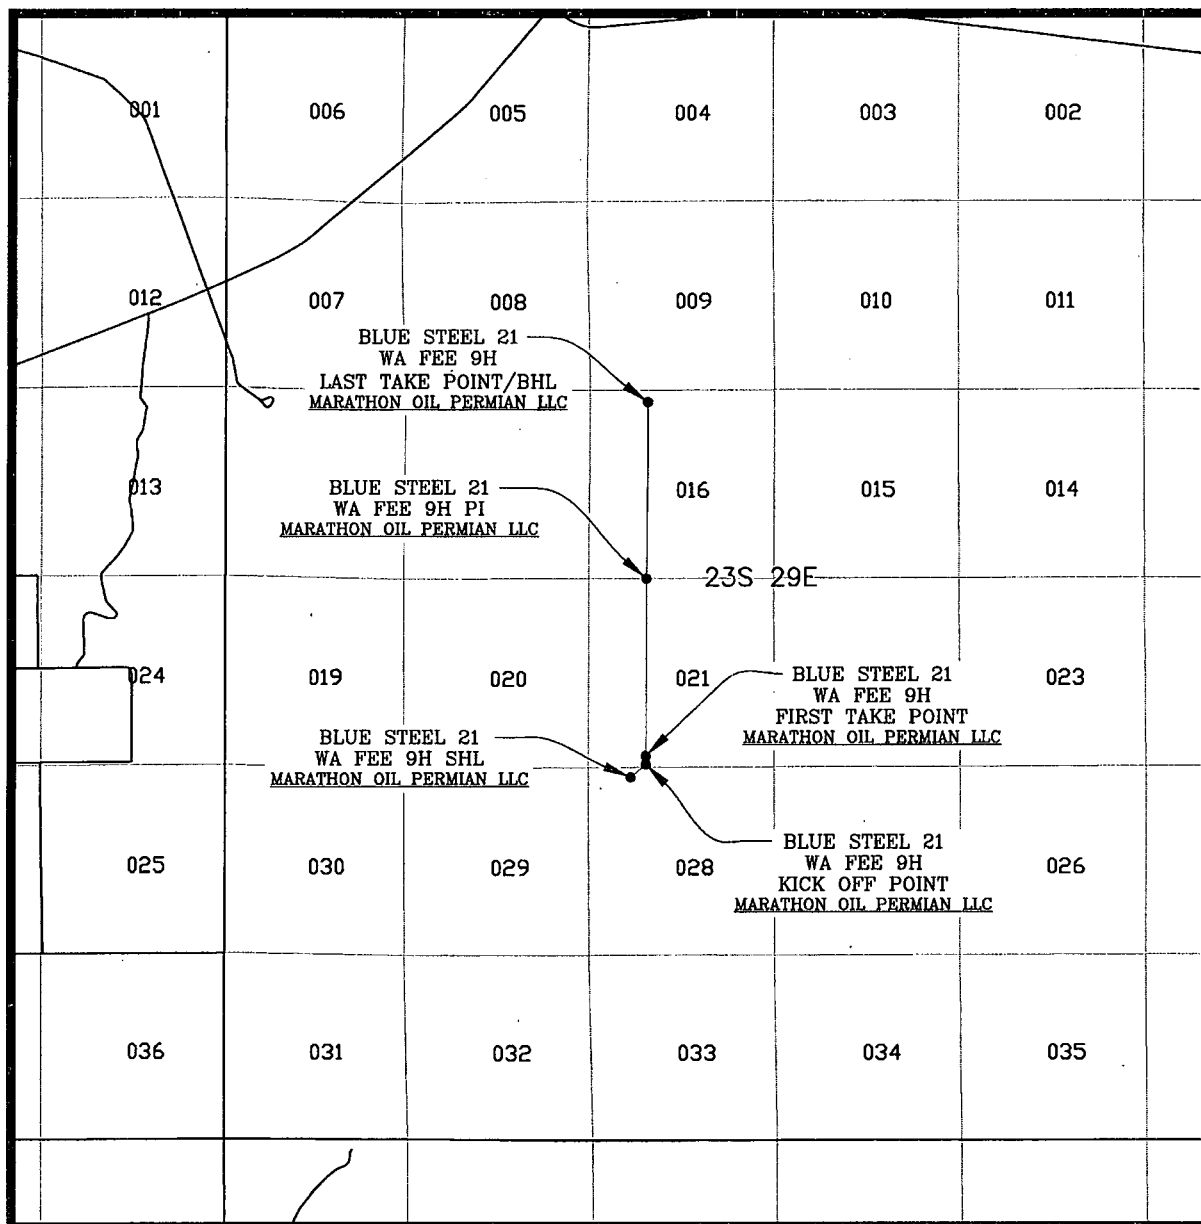 001 006 005 004 003 002
012 007 008 009 010 011
BLUE STEEL 21
WA FEE 9H
LAST TAKE POINT/BHL
MARATHON OIL PERMIAN LLC
013 016 015 014
BLUE STEEL 21
WA FEE 9H PI
MARATHON OIL PERMIAN LLC
23S 29E
024 019 020 021 023
BLUE STEEL 21
WA FEE 9H
FIRST TAKE POINT
MARATHON OIL PERMIAN LLC
BLUE STEEL 21
WA FEE 9H SHL
MARATHON OIL PERMIAN LLC
025 030 029 028 026
BLUE STEEL 21
WA FEE 9H
KICK OFF POINT
MARATHON OIL PERMIAN LLC
036 031 032 033 034 035